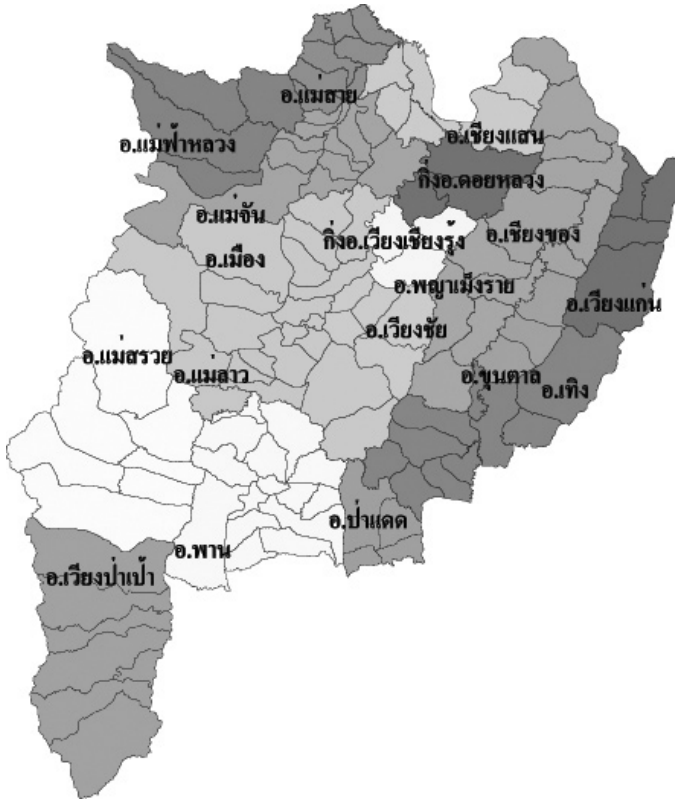 อ.แม่สาย
อ.เชียงแสน
อ.แม่ฟ้าหลวง
กิ่งอ.ดอยหลวง
อ.แม่จัน
กิ่งอ.เวียงเชียงรุ้ง
อ.เชียงของ
อ.เมือง
อ.พญาเม็งราย
อ.เวียงแก่น
อ.เวียงชัย
อ.แม่สรวย
อ.แม่ลาว
อ.ขุนตาล
อ.เทิง
อ.ป่าแดด
อ.พาน
อ.เวียงป่าเป้า